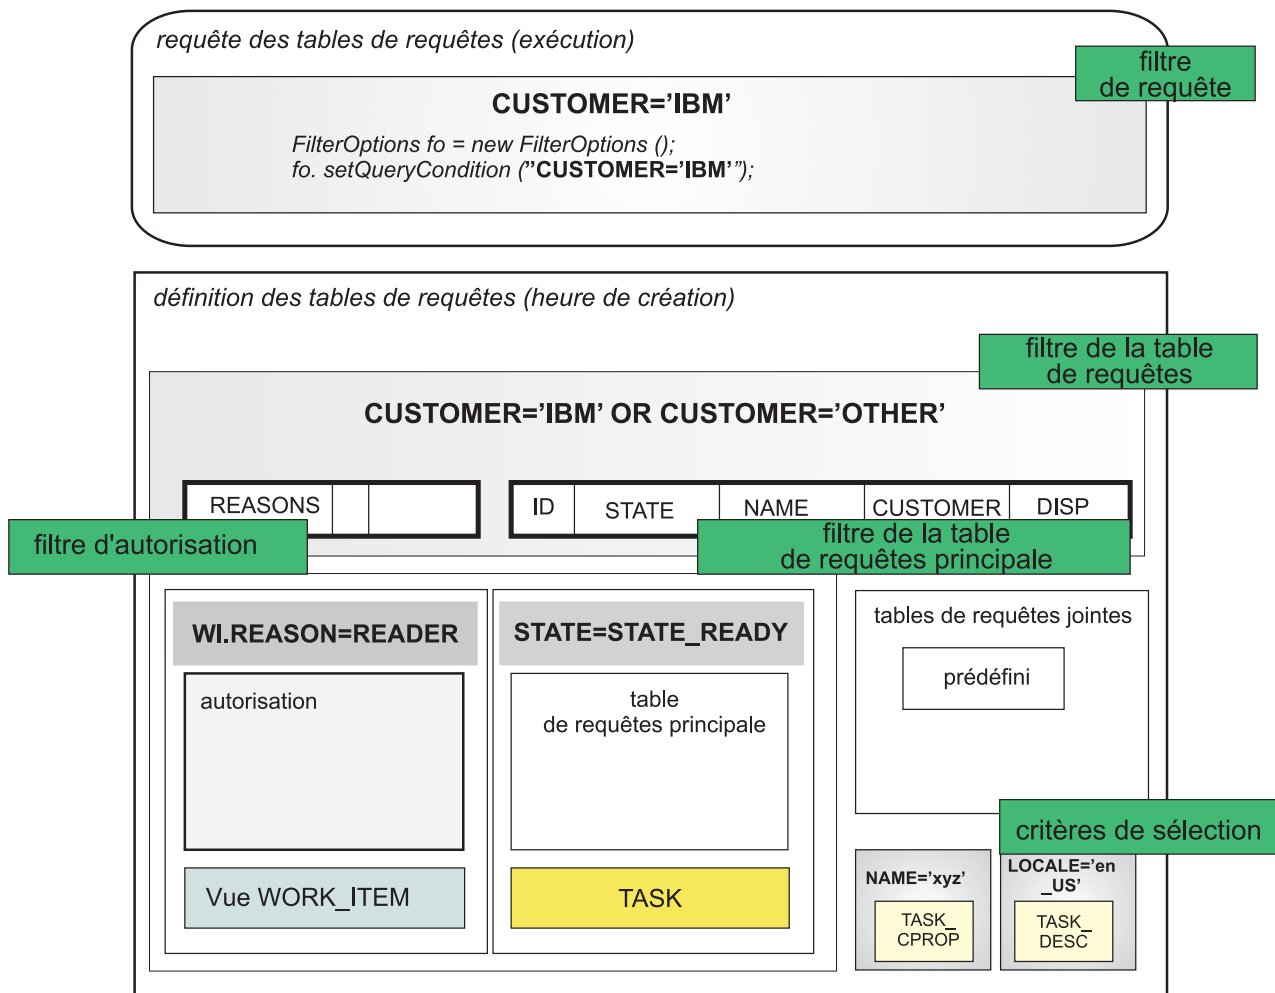 requête des tables de requêtes (exécution)
filtre
de requête
CUSTOMER='IBM'
FilterOptions fo = new FilterOptions ();
fo. setQueryCondition (”CUSTOMER='IBM'”);
définition des tables de requêtes (heure de création)
filtre de la table
de requêtes
CUSTOMER='IBM' OR CUSTOMER='OTHER'
REASONS
ID STATE NAME CUSTOMER DISP
filtre d'autorisation
filtre de la table
de requêtes principale
WI.REASON=READER
STATE=STATE_READY
tables de requêtes jointes
prédéfini
autorisation
table
de requêtes principale
critères de sélection
Vue WORK_ITEM
TASK
NAME='xyz'
TASK_
CPROP
LOCALE='en
_US'
TASK_
DESC